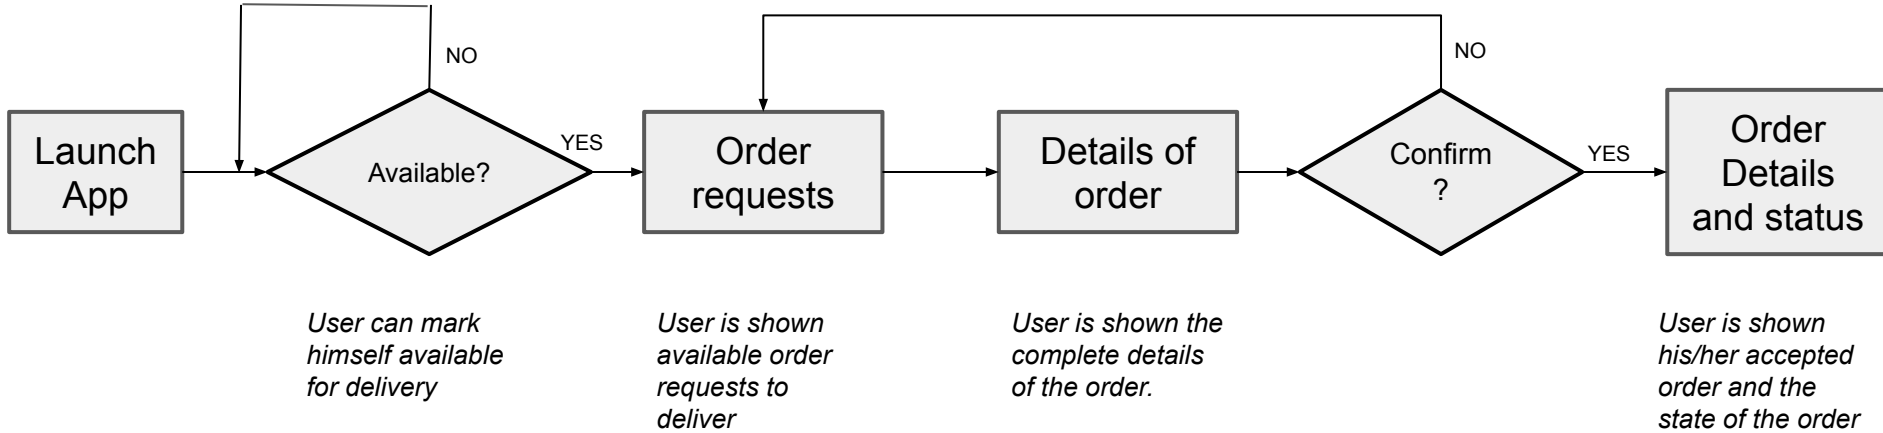 NO
NO
Launch
App
Available?
YES
Order
requests
Details of
order
Confirm
?
YES
Order
Details
and status
User can mark
himself available
for delivery
User is shown
available order
requests to
deliver
User is shown the
complete details
of the order.
User is shown
his/her accepted
order and the
state of the order